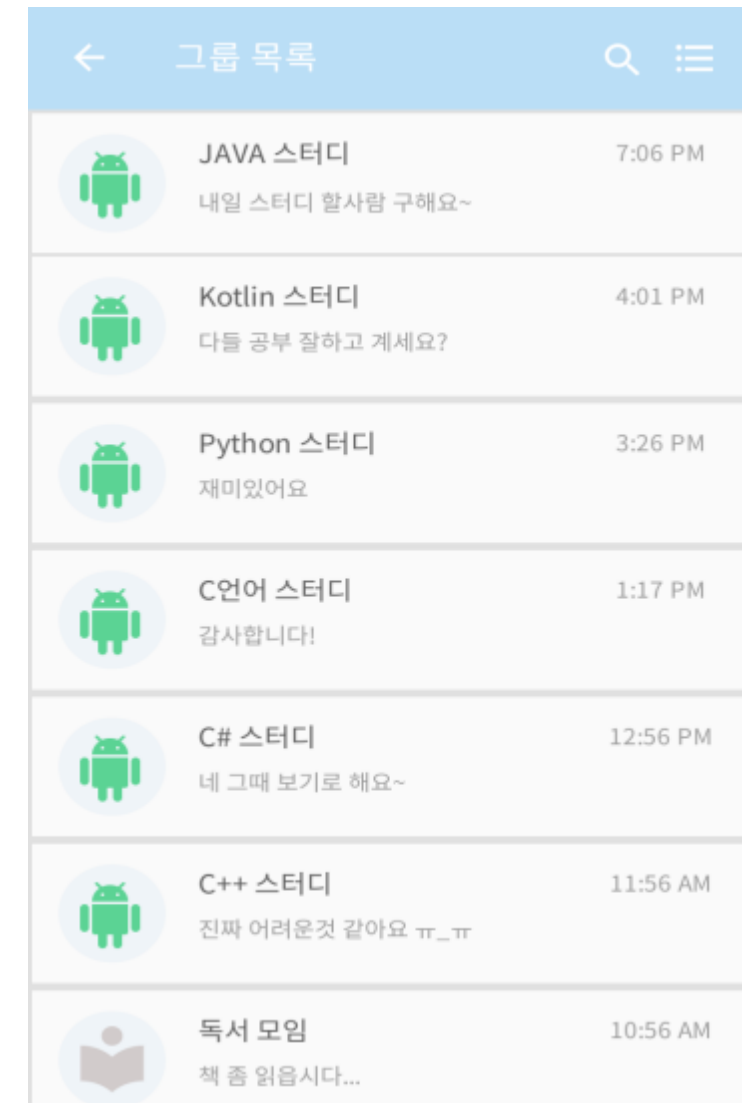 그룹 목록
JAVA 스터디 7:06 PM
내일 스터디 할사람 구해요~
Kotlin 스터디 4:01 PM
다들 공부 잘하고 계세요?
Python 스터디 3:26 PM
재미있어요
C언어 스터디 1:17 PM
감사합니다!
C# 스터디 12:56 PM
네 그때 보기로 해요~
C++ 스터디 11:56 AM
진짜 어려운것 같아요 ㅠ_ㅠ
독서 모임 10:56 AM
책 좀 읽읍시다...